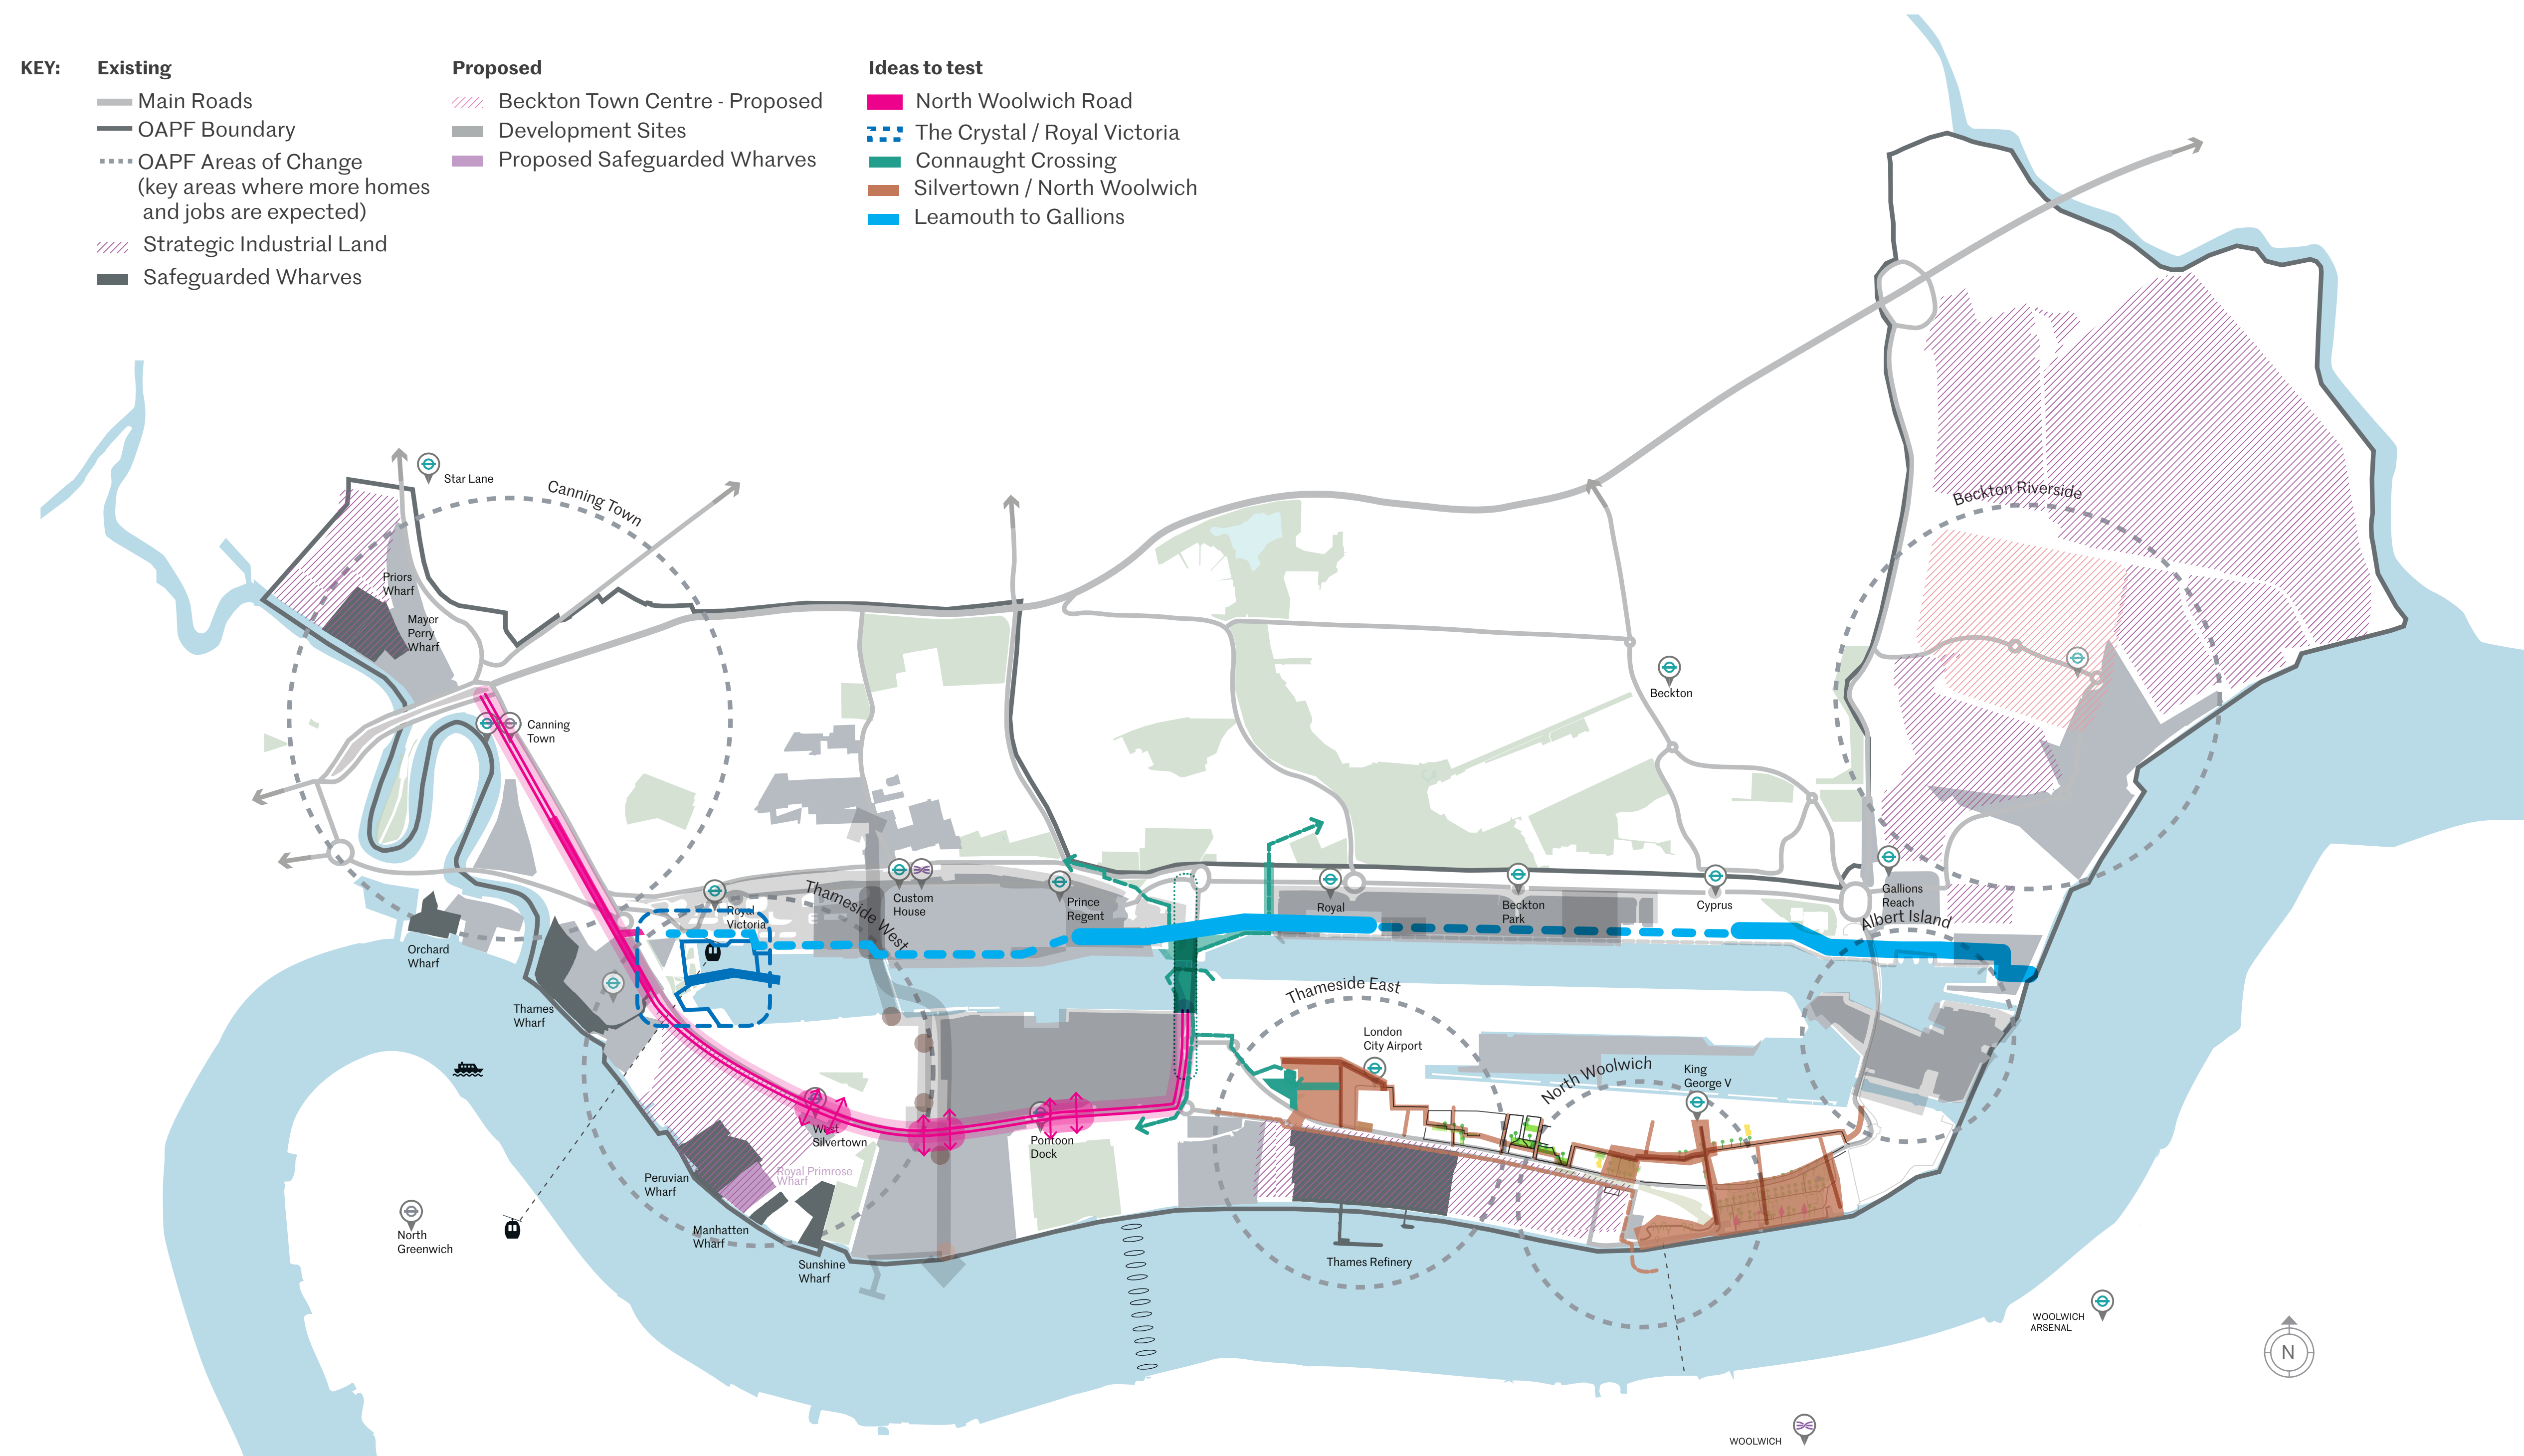 KEY:
Existing
Main Roads
OAPF Boundary
OAPF Areas of Change
(key areas where more homes
and jobs are expected)
Strategic Industrial Land
Safeguarded Wharves
Proposed
Beckton Town Centre - Proposed
Development Sites
Proposed Safeguarded Wharves
Ideas to test
North Woolwich Road
The Crystal / Royal Victoria
Connaught Crossing
Silvertown / North Woolwich
Leamouth to Gallions
Star Lane
Canning Town
Beckton Riverside
Priors
Wharf
Mayer
Perry
Wharf
Canning
Town
Beckton
Royal
Victoria
Thameside West
Custom
House
Prince
Regent
Royal
Beckton
Park
Cyprus
Gallions
Reach
Albert Island
Orchard
Wharf
Thames
Wharf
Thameside East
London
City Airport
North Woolwich
King
George V
West
Silvertown
Pontoon
Dock
Royal Primrose
Wharf
Peruvian
Wharf
Manhatten
Wharf
Sunshine
Wharf
Thames Refinery
North
Greenwich
WOOLWICH
ARSENAL
N
WOOLWICH